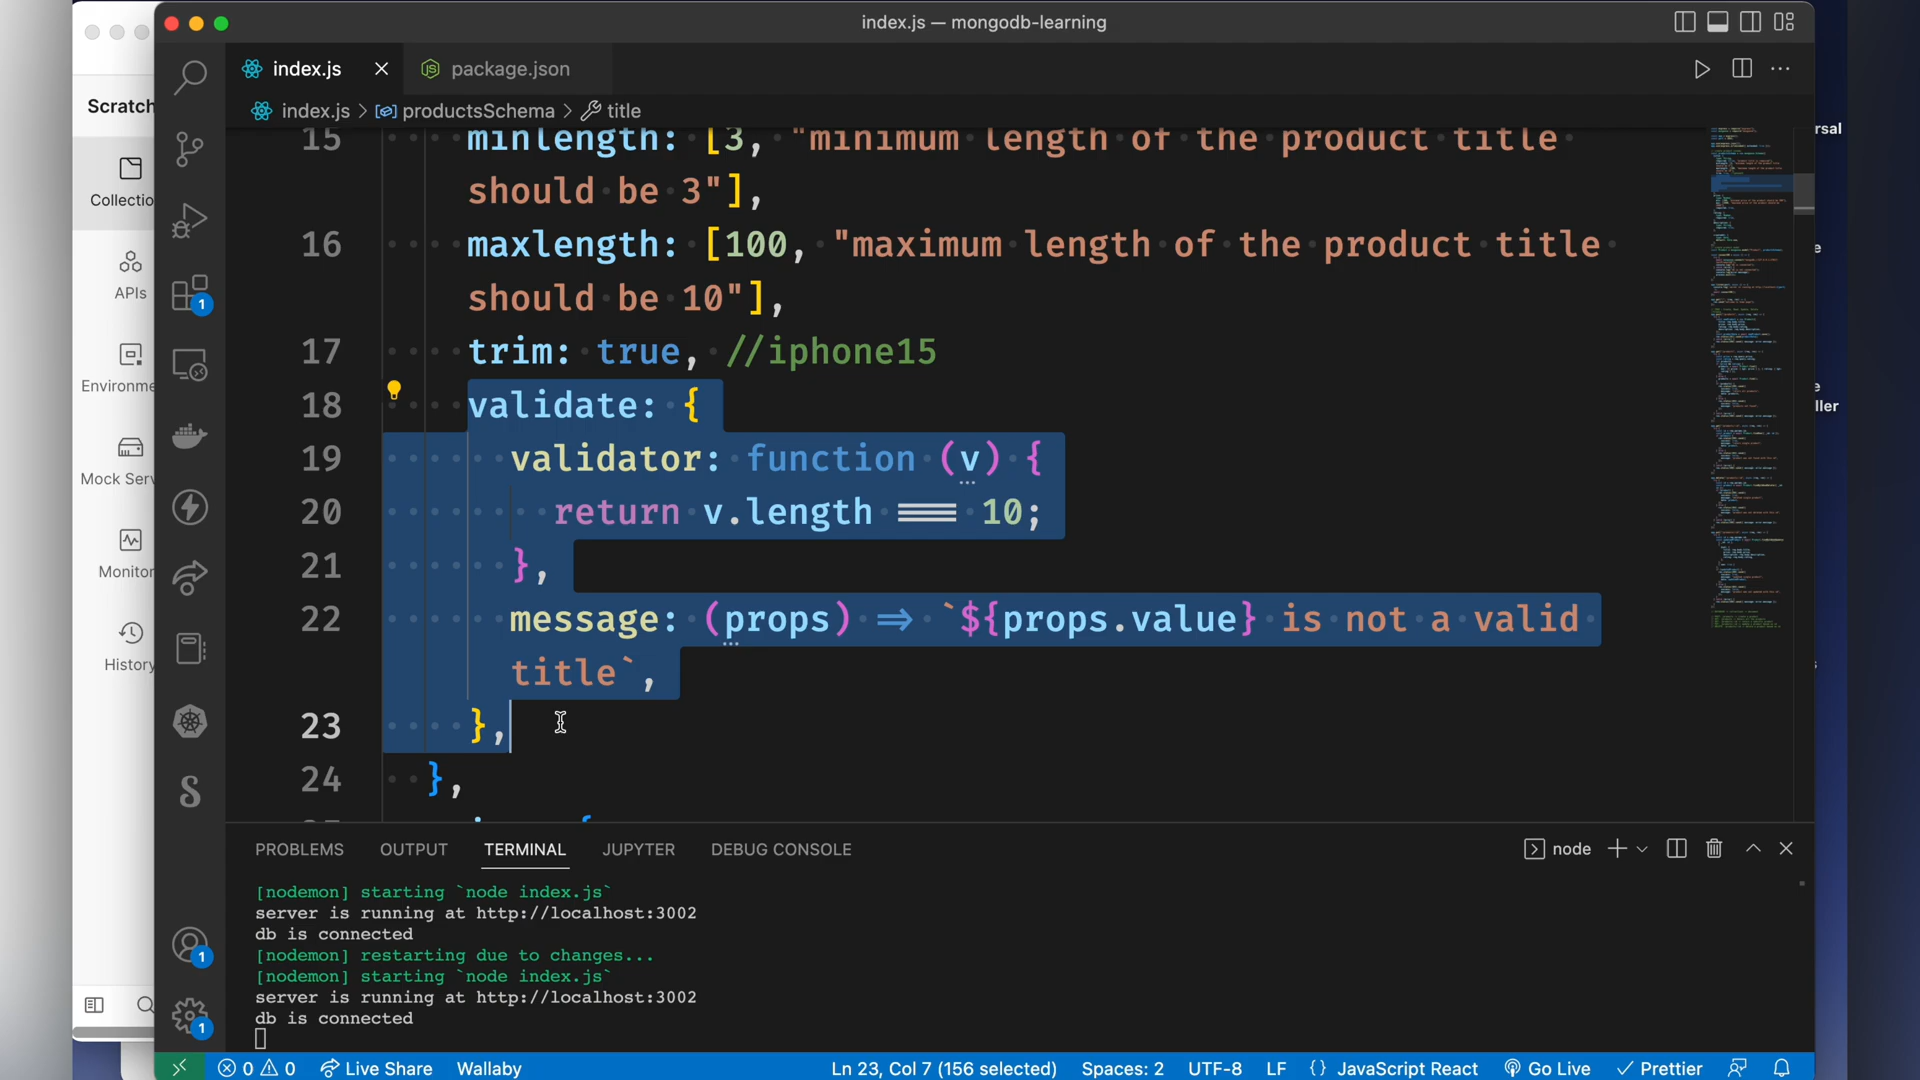 index.js — mongodb-learning
index.js
package.json
index.js > productsSchema > title
Scratch
Collectio
APIs
Environme
Mock Serv
Monitor
History
15 minlength: [3, "minimum length of the product title
should be 3"],
16 maxlength: [100, "maximum length of the product title
should be 10"],
17 trim: true, //iphone15
18 validate: {
19 validator: function (v) {
20 return v.length === 10;
21 },
22 message: (props) => `${props.value} is not a valid
title`,
23 },
24 },
rsal
e
e
ller
s
1
PROBLEMS OUTPUT TERMINAL JUPYTER DEBUG CONSOLE
node
[nodemon] starting `node index.js`
server is running at http://localhost:3002
db is connected
[nodemon] restarting due to changes...
[nodemon] starting `node index.js`
server is running at http://localhost:3002
db is connected
1
1
0 0 Live Share Wallaby Ln 23, Col 7 (156 selected) Spaces: 2 UTF-8 LF {} JavaScript React Go Live Prettier